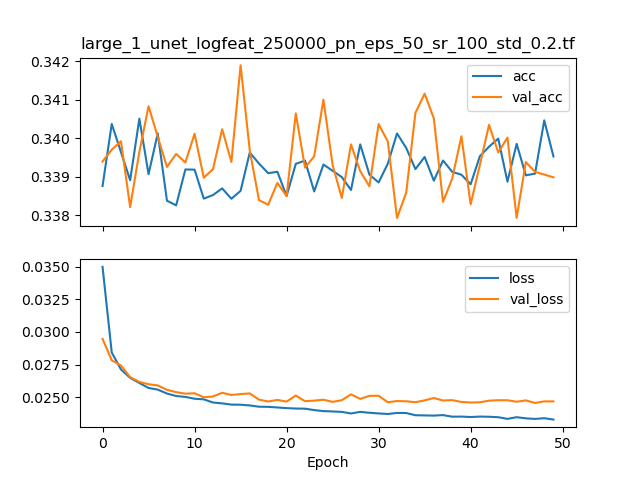 large_1_unet_logfeat_250000_pn_eps_50_sr_100_std_0.2.tf
0.342
0.341
0.340
0.339
0.338
acc
val_acc
0.0350
0.0325
0.0300
0.0275
0.0250
loss
val_loss
0 10 20 30 40 50
Epoch